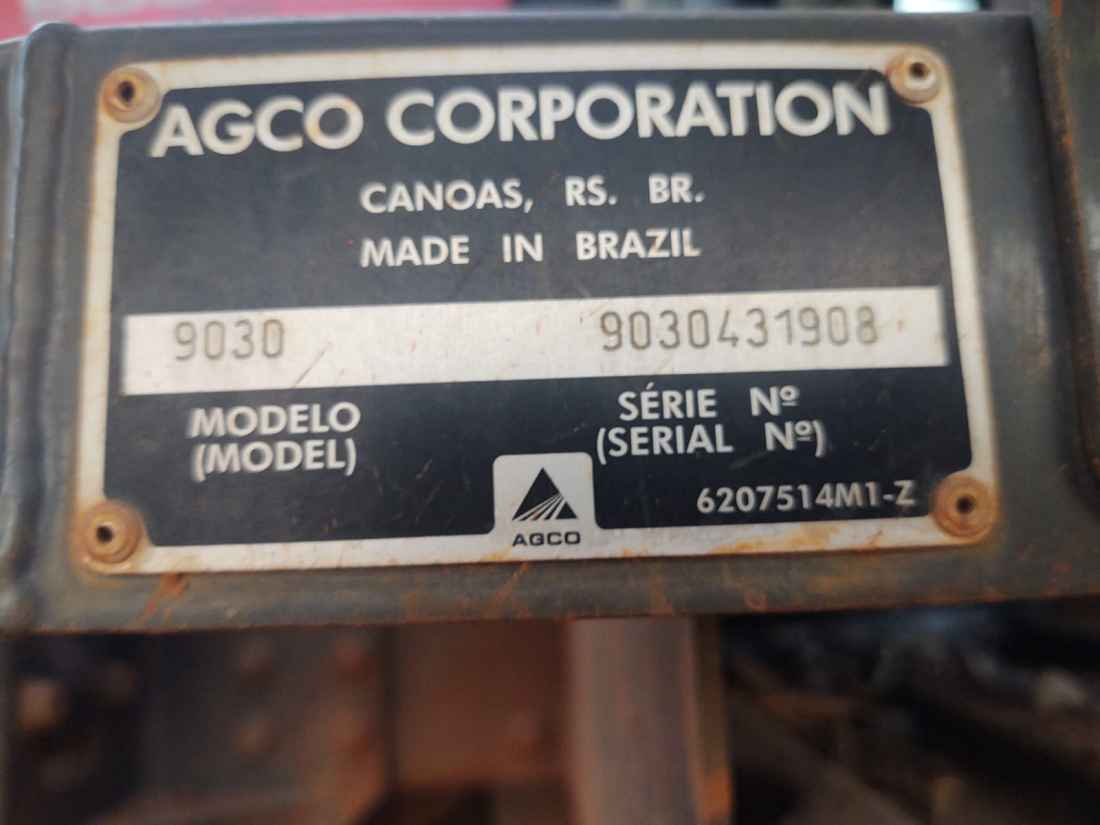 AGCO CORPORATION
CANOAS, RS. BR.
MADE IN BRAZIL
9030 9030431908
MODELO SÉRIE Nº
(MODEL) (SERIAL Nº)
6207514M1-Z
AGCO